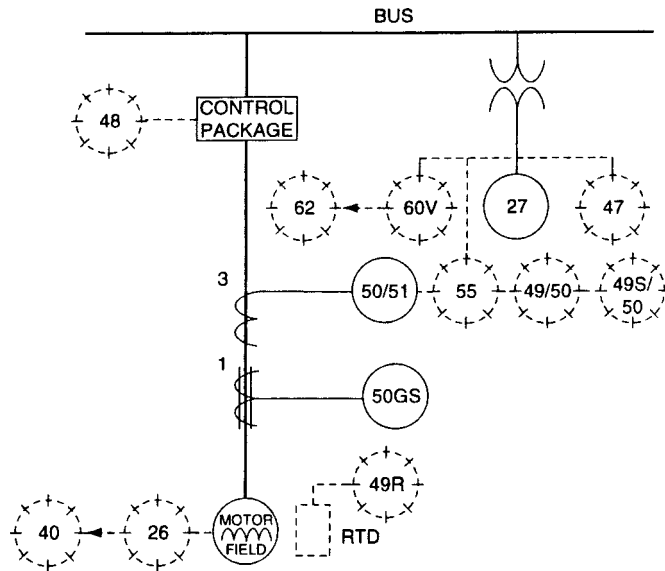 BUS
CONTROL
PACKAGE
48
62
60V
27
47
3
50/51
55
49/50
49S/
50
1
50GS
49R
RTD
40
26
MOTOR
FIELD